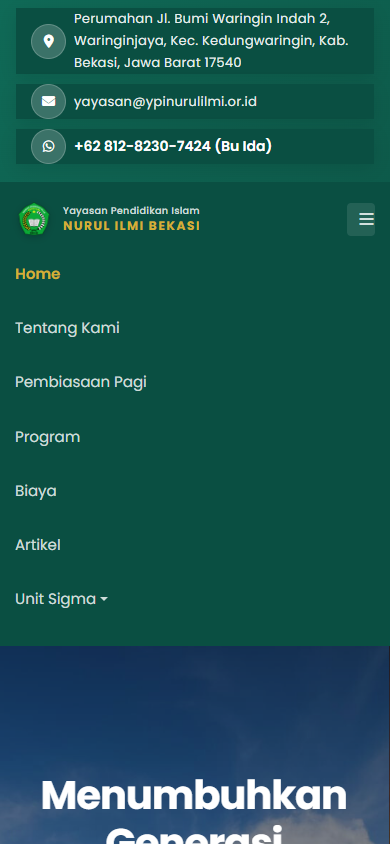 Perumahan Jl. Bumi Waringin Indah 2,
Waringinjaya, Kec. Kedungwaringin, Kab.
Bekasi, Jawa Barat 17540
yayasan@ypinurulilmi.or.id
+62 812-8230-7424 (Bu Ida)
Yayasan Pendidikan Islam
NURUL ILMI BEKASI
Home
Tentang Kami
Pembiasaan Pagi
Program
Biaya
Artikel
Unit Sigma
Menumbuhkan
Generasi